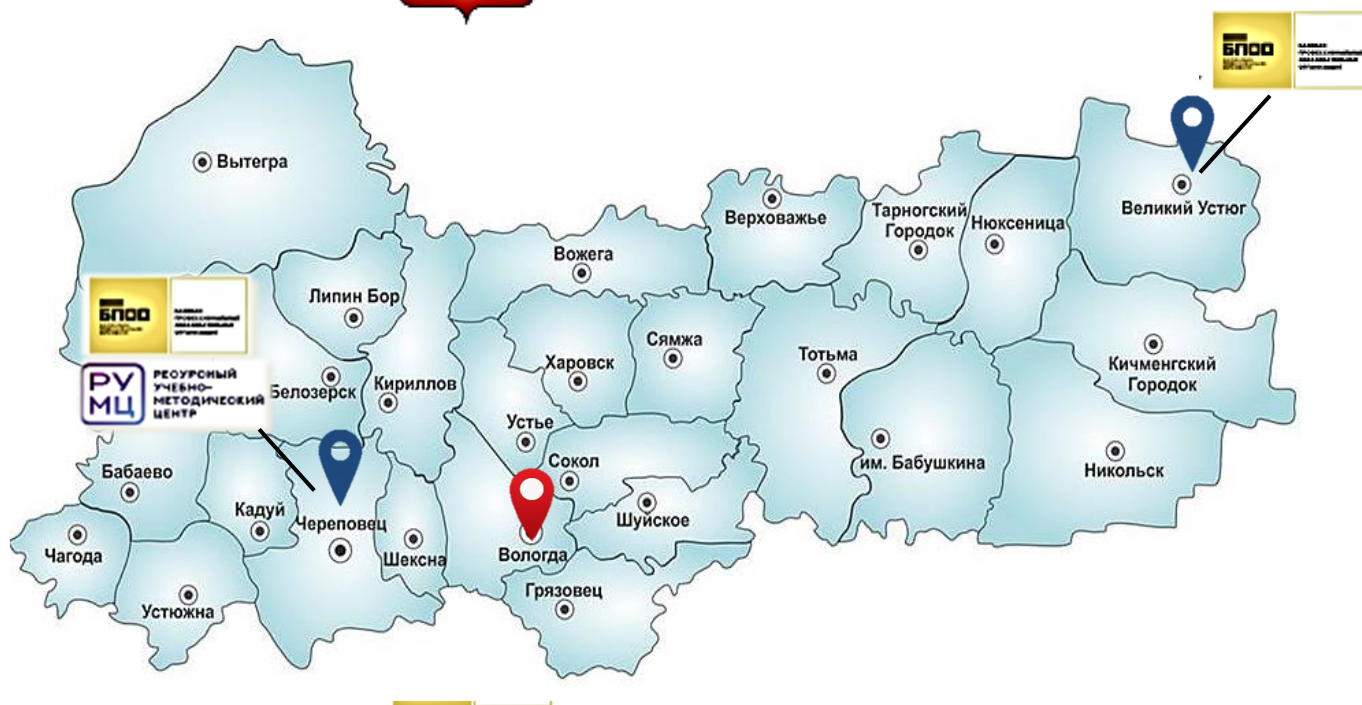 БПОО
Вытегра
Великий Устюг
Верховажье
Тарногский
Городок
Нюксеница
Вожега
Липин Бор
БПОО
РУ
МЦ
РЕСУРСНЫЙ
УЧЕБНО-
МЕТОДИЧЕСКИЙ
ЦЕНТР
Белозерск
Кириллов
Харовск
Сямжа
Тотьма
Кичменгский
Городок
Устье
Сокол
им. Бабушкина
Никольск
Бабаево
Кадуй
Череповец
Шексна
Вологда
Шуйское
Чагода
Устюжна
Грязовец